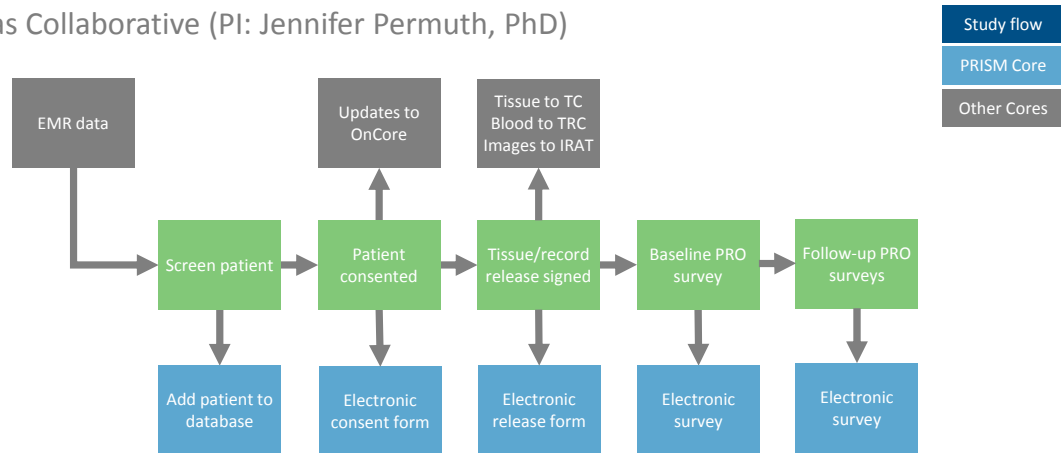 as Collaborative (PI: Jennifer Permuth, PhD)
Study flow
PRISM Core
Other Cores
EMR data
Updates to
OnCore
Tissue to TC
Blood to TRC
Images to IRAT
Screen patient
Patient
consented
Tissue/record
release signed
Baseline PRO
survey
Follow-up PRO
surveys
Add patient to
database
Electronic
consent form
Electronic
release form
Electronic
survey
Electronic
survey